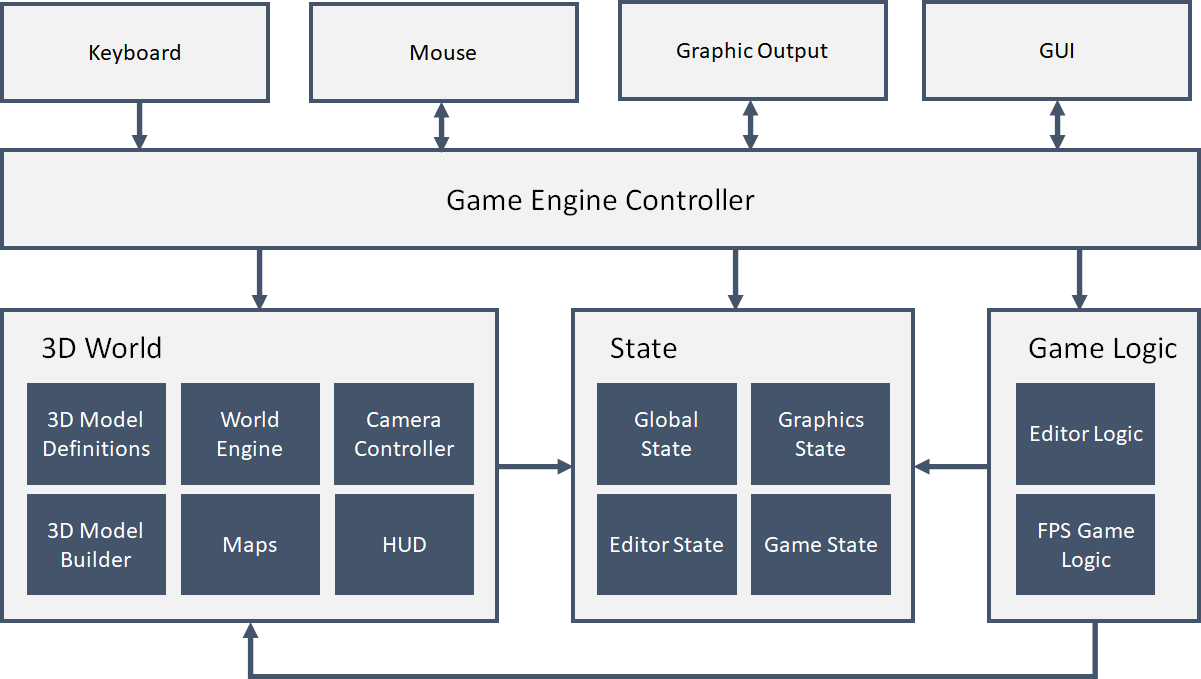 Keyboard
Mouse
Graphic Output
GUI
Game Engine Controller
3D World
3D Model
Definitions
World
Engine
Camera
Controller
3D Model
Builder
Maps
HUD
State
Global
State
Graphics
State
Editor State
Game State
Game Logic
Editor Logic
FPS Game
Logic